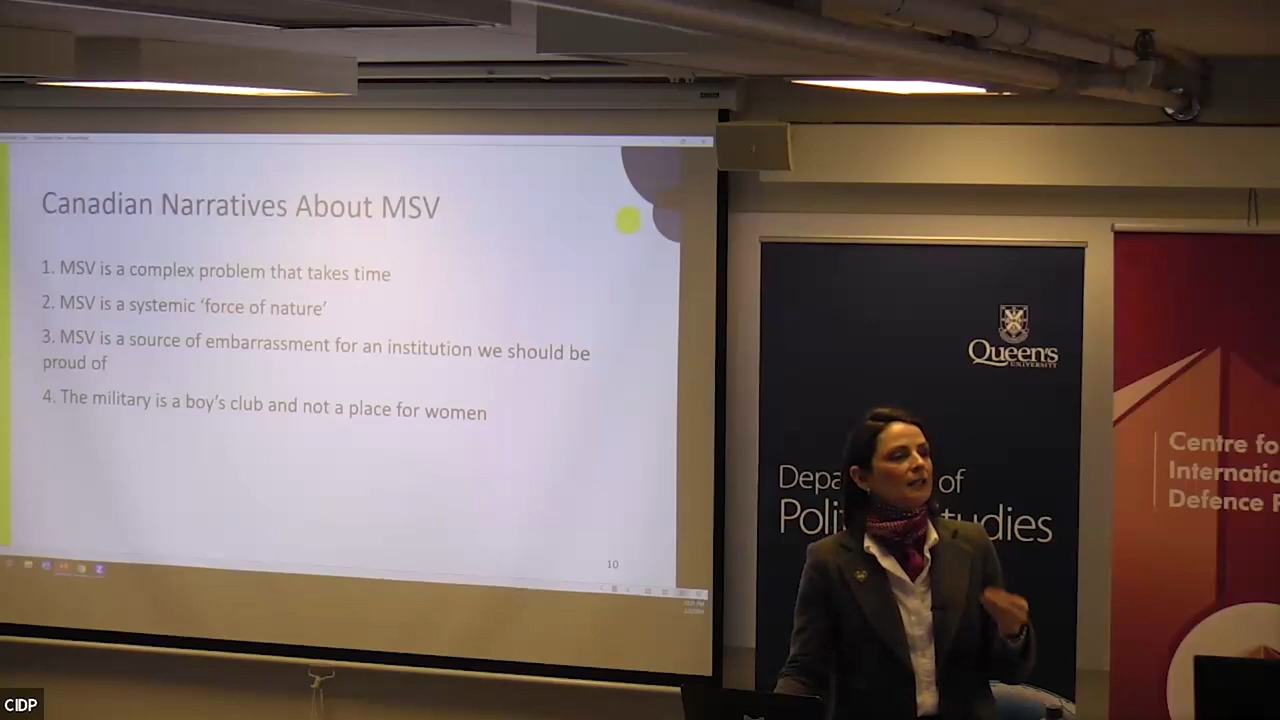 Canadian Narratives About MSV
1. MSV is a complex problem that takes time
2. MSV is a systemic ‘force of nature’
3. MSV is a source of embarrassment for an institution we should be
proud of
4. The military is a boy’s club and not a place for women
10
Queen's
UNIVERSITY
Depa of
Poli tudies
Centre fo
Internatio
Defence P
CIDP